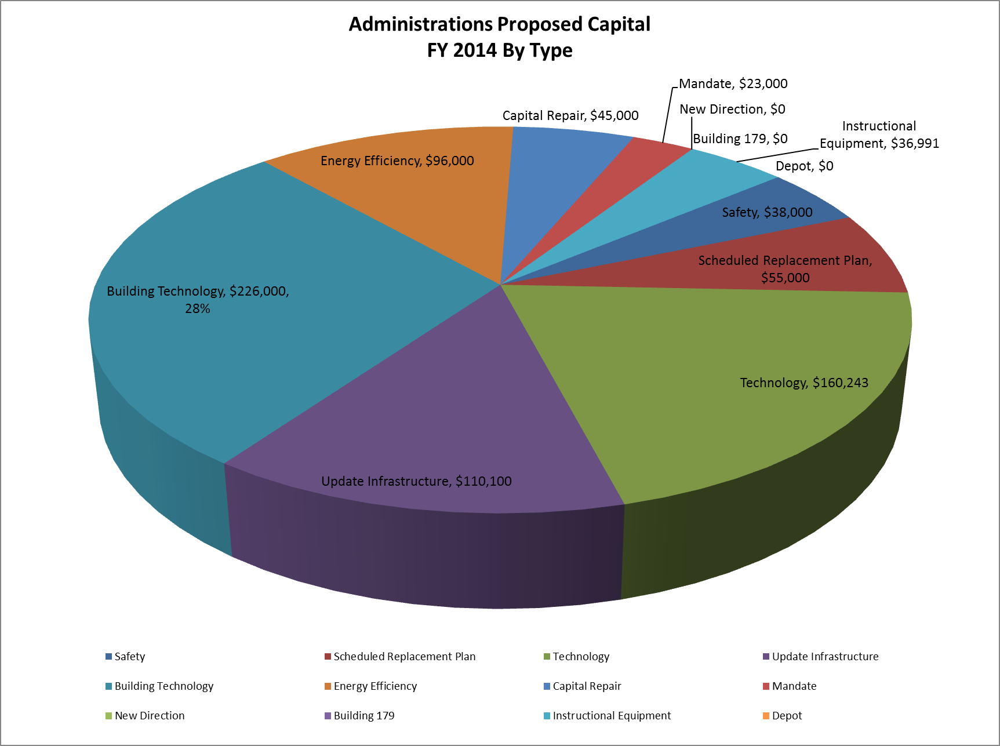 Administrations Proposed Capital
FY 2014 By Type
Mandate, $23,000
New Direction, $0
Capital Repair, $45,000
Instructional
Equipment, $36,991
Building 179, $0
Energy Efficiency, $96,000
Depot, $0
Safety, $38,000
Scheduled Replacement Plan,
$55,000
Building Technology, $226,000,
28%
Technology, $160,243
Update Infrastructure, $110,100
Safety
Scheduled Replacement Plan
Technology
Update Infrastructure
Building Technology
Energy Efficiency
Capital Repair
Mandate
New Direction
Building 179
Instructional Equipment
Depot